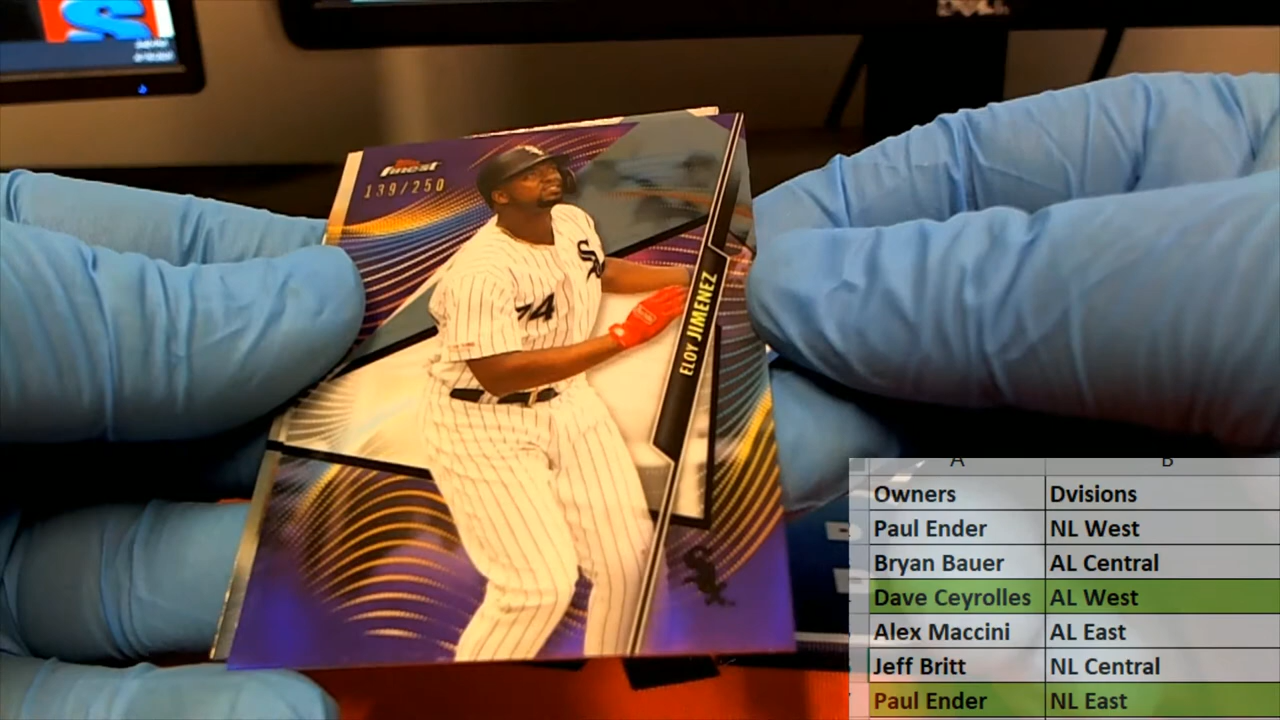 DELL
FINEST
139/250
74
ELOY JIMENEZ
A B
Owners Dvisions
Paul Ender NL West
Bryan Bauer AL Central
Dave Ceyrolles AL West
Alex Maccini AL East
Jeff Britt NL Central
Paul Ender NL East